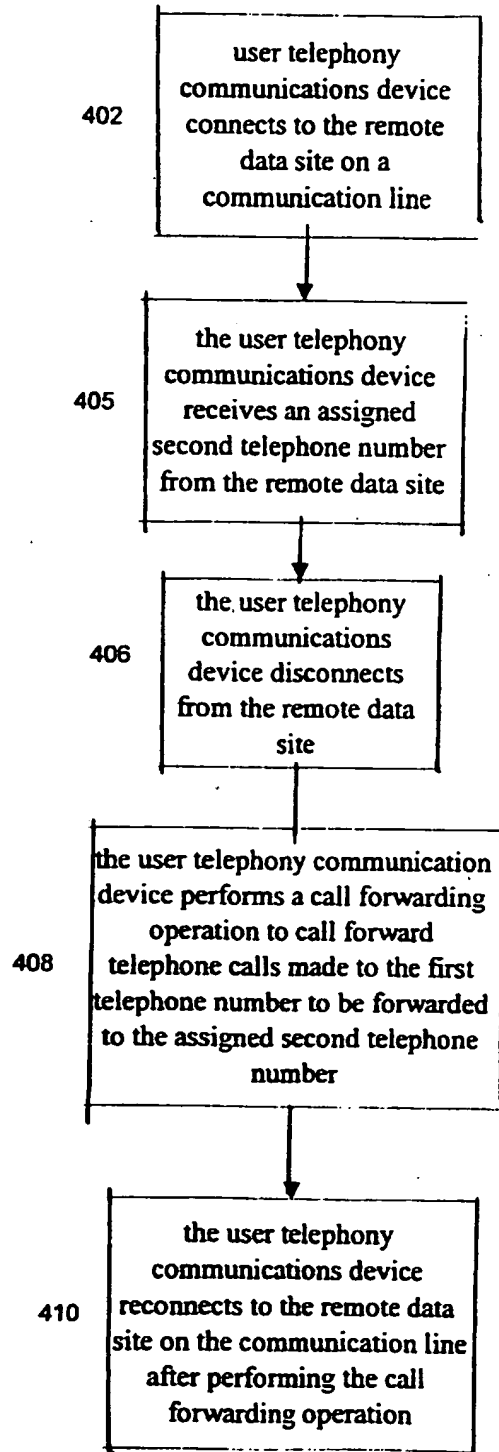 402
user telephony
communications device
connects to the remote
data site on a
communication line
405
the user telephony
communications device
receives an assigned
second telephone number
from the remote data site
406
the user telephony
communications
device disconnects
from the remote data
site
408
the user telephony communication
device performs a call forwarding
operation to call forward
telephone calls made to the first
telephone number to be forwarded
to the assigned second telephone
number
410
the user telephony
communications device
reconnects to the remote data
site on the communication line
after performing the call
forwarding operation